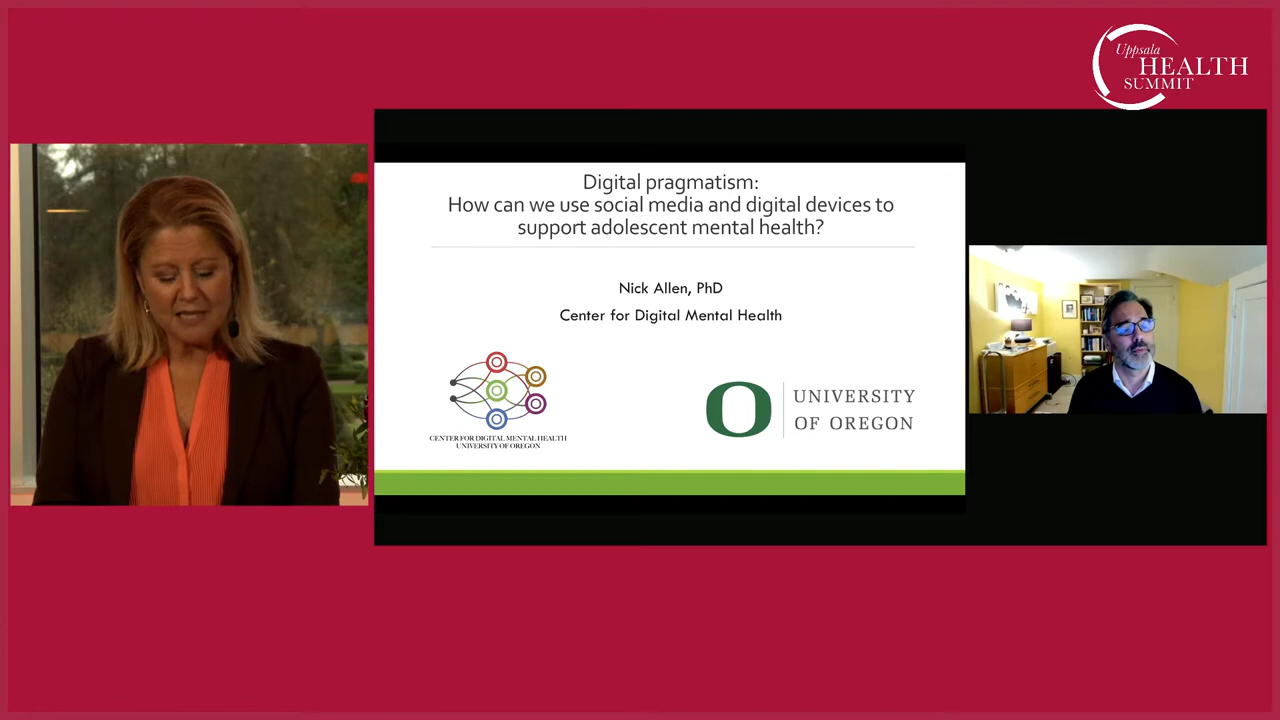 Uppsala
HEALTH
SUMMIT
Digital pragmatism:
How can we use social media and digital devices to
support adolescent mental health?
Nick Allen, PhD
Center for Digital Mental Health
CENTER FOR DIGITAL MENTAL HEALTH
UNIVERSITY OF OREGON
O
UNIVERSITY
OF OREGON